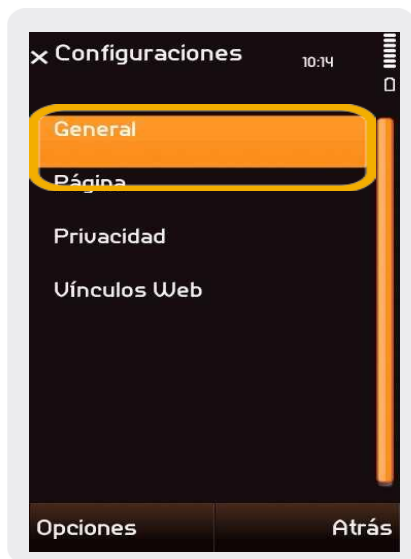 Configuraciones
10:14
General
Página
Privacidad
Vínculos Web
Opciones
Atrás